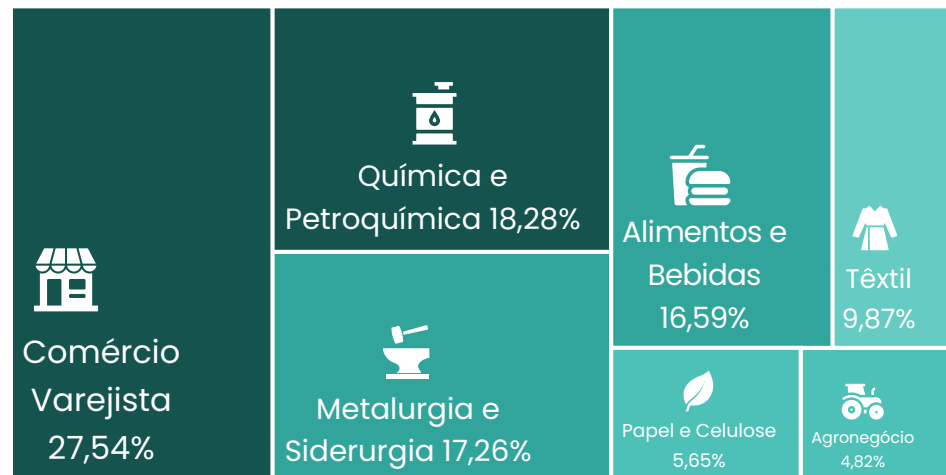 Comércio
Varejista
27,54%
Química e
Petroquímica 18,28%
Metalurgia e
Siderurgia 17,26%
Alimentos e
Bebidas
16,59%
Têxtil
9,87%
Papel e Celulose
5,65%
Agronegócio
4,82%